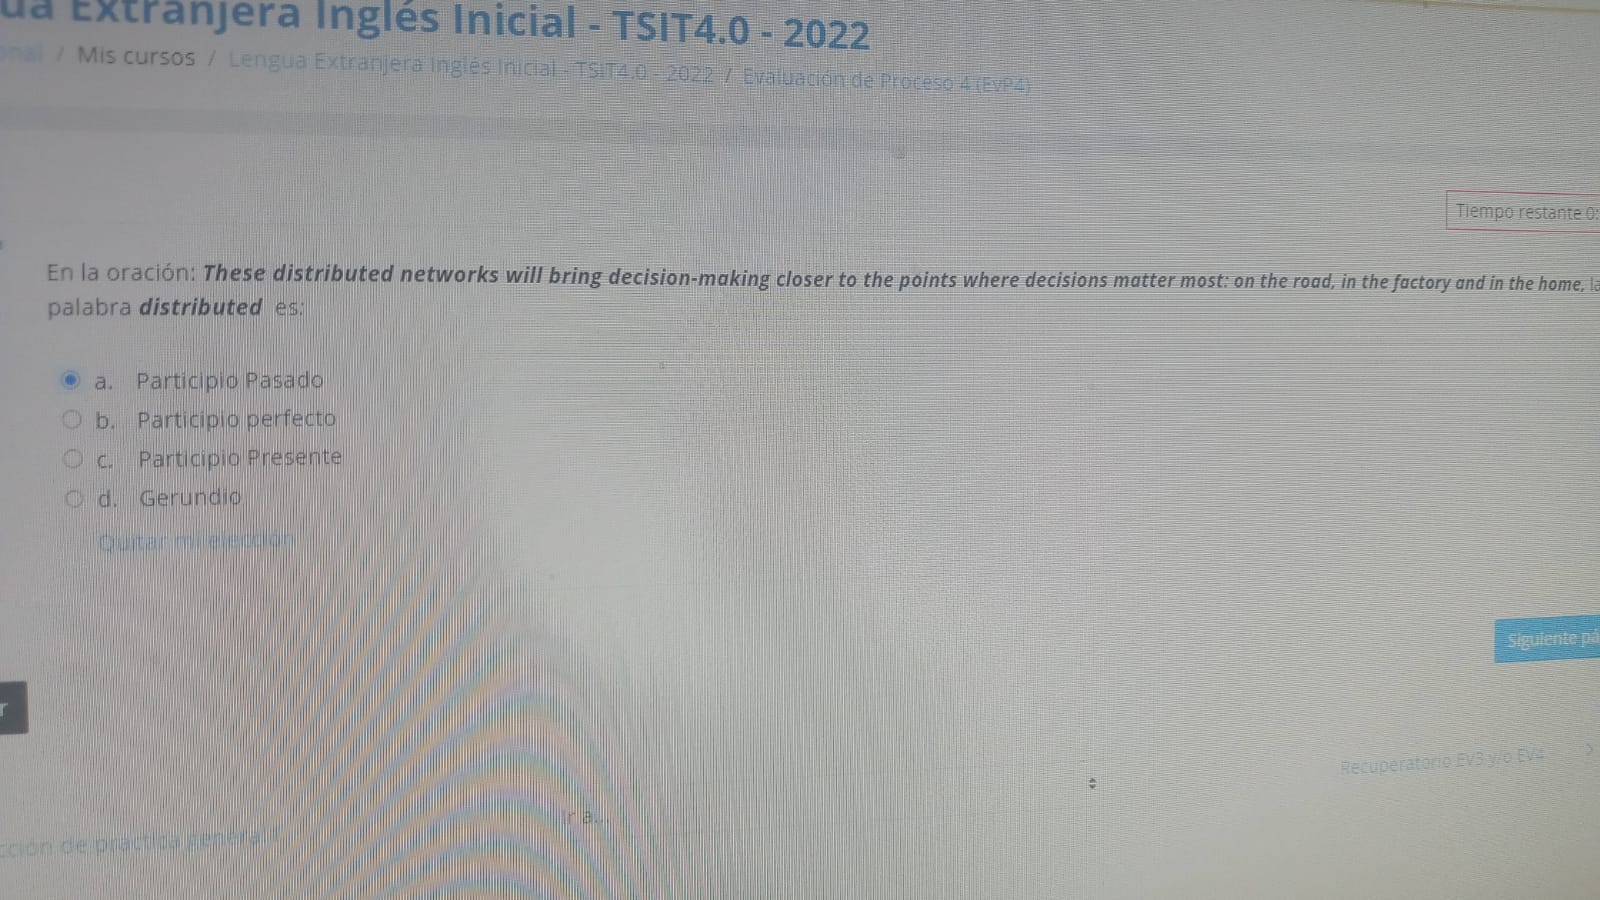 ua Extranjera Inglés Inicial - TSIT4.0 - 2022
onal / Mis cursos / Lengua Extranjera Inglés Inicial - TSIT4.0 - 2022 / Evaluación de Proceso 4 (EvP4)
Tiempo restante 0:
En la oración: These distributed networks will bring decision-making closer to the points where decisions matter most: on the road, in the factory and in the home, la
palabra distributed es:
a. Participio Pasado
b. Participio perfecto
c. Participio Presente
d. Gerundio
Quitar mi elección
Siguiente pá
r
Recuperatorio EV3 y/o EV4
Ir a...
cción de práctica general